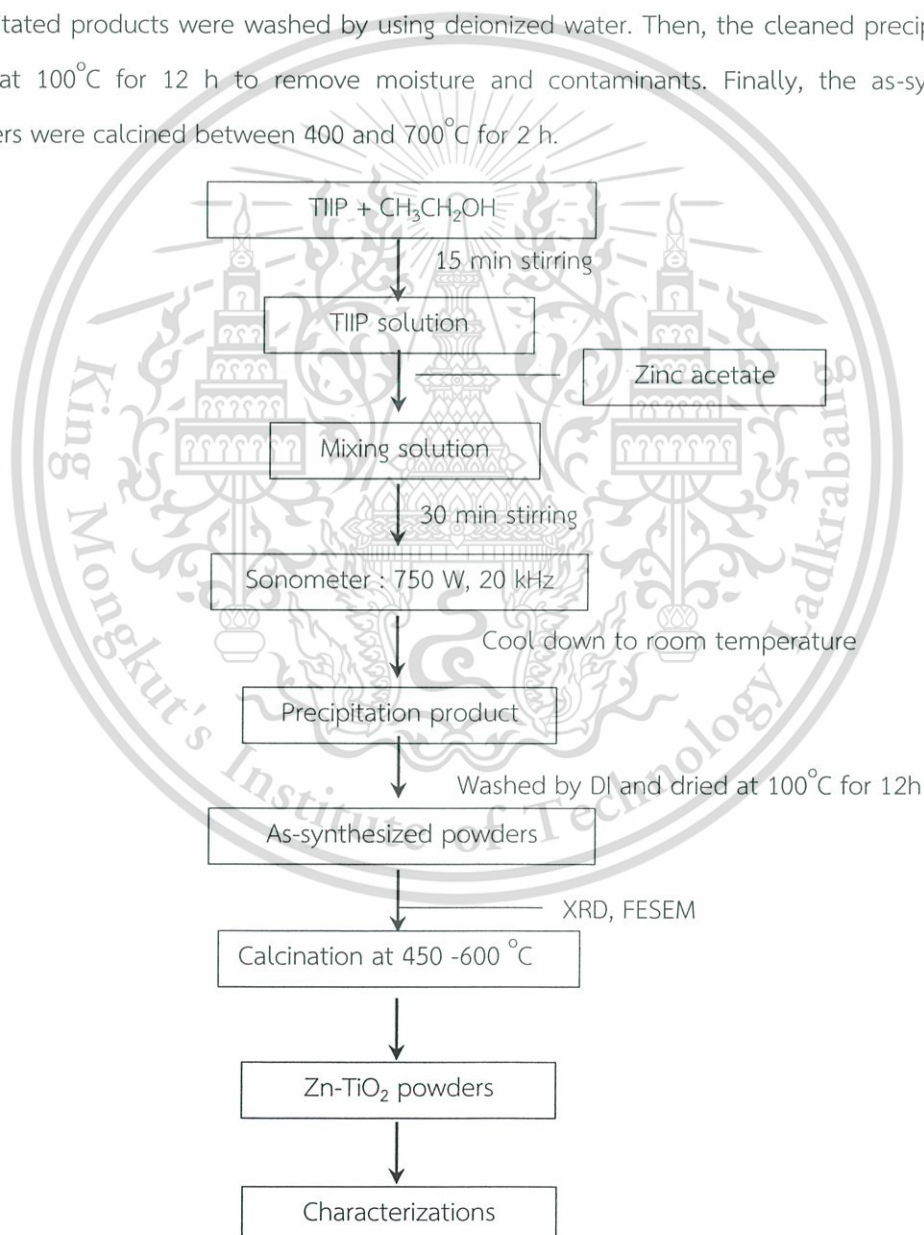 tated products were washed by using deionized water. Then, the cleaned precip
at 100°C for 12 h to remove moisture and contaminants. Finally, the as-sy
ers were calcined between 400 and 700°C for 2 h.
TIIP + CH₃CH₂OH
15 min stirring
TIIP solution
Zinc acetate
Mixing solution
30 min stirring
Sonometer : 750 W, 20 kHz
Cool down to room temperature
Precipitation product
Washed by DI and dried at 100°C for 12h
As-synthesized powders
XRD, FESEM
Calcination at 450 -600 °C
Zn-TiO₂ powders
Characterizations
King Mongkut's Institute of Technology Ladkrabang